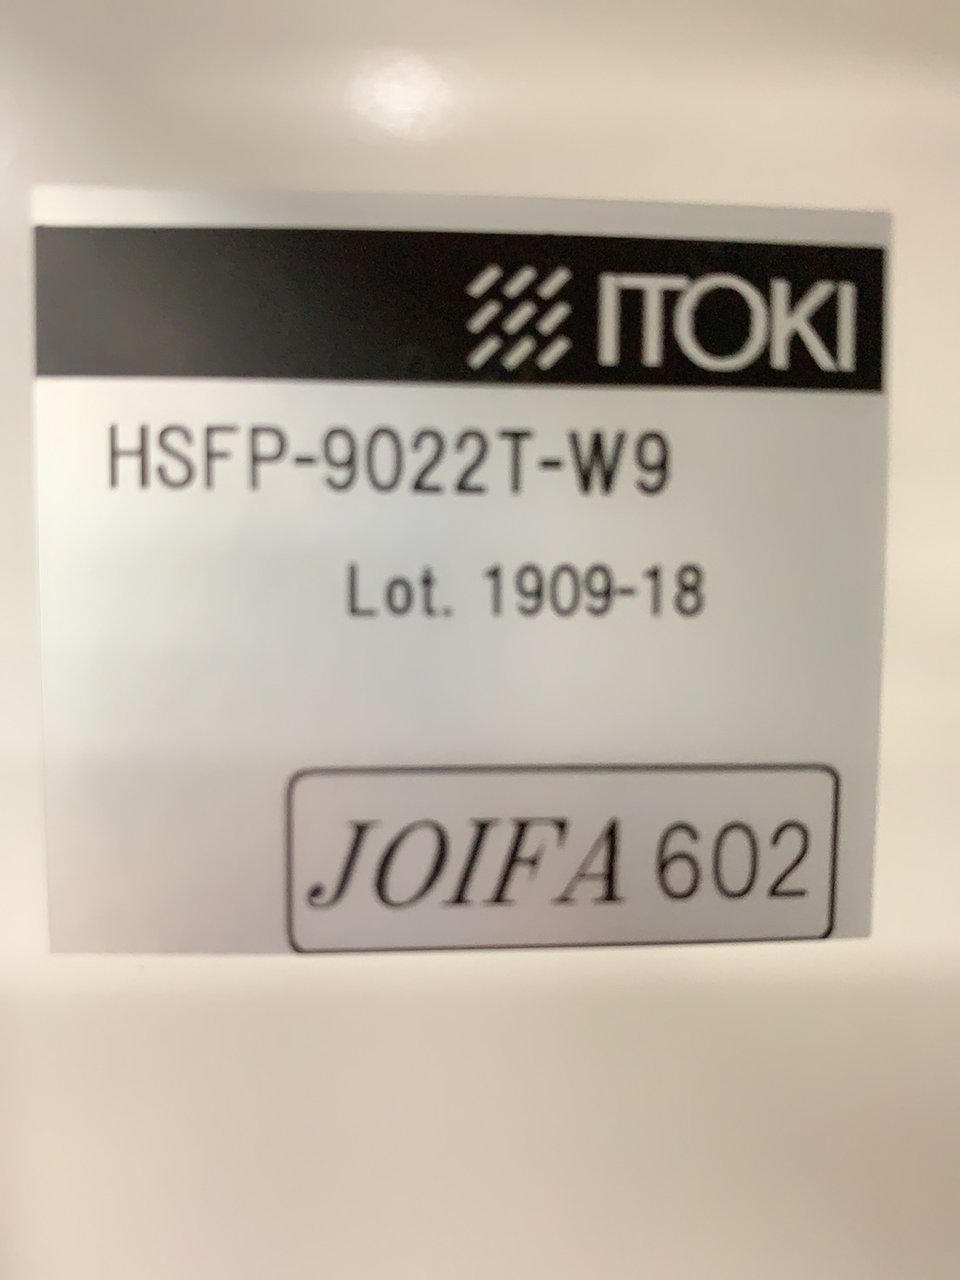 ITOKI
HSFP-9022T-W9
Lot. 1909-18
JOIFA 602